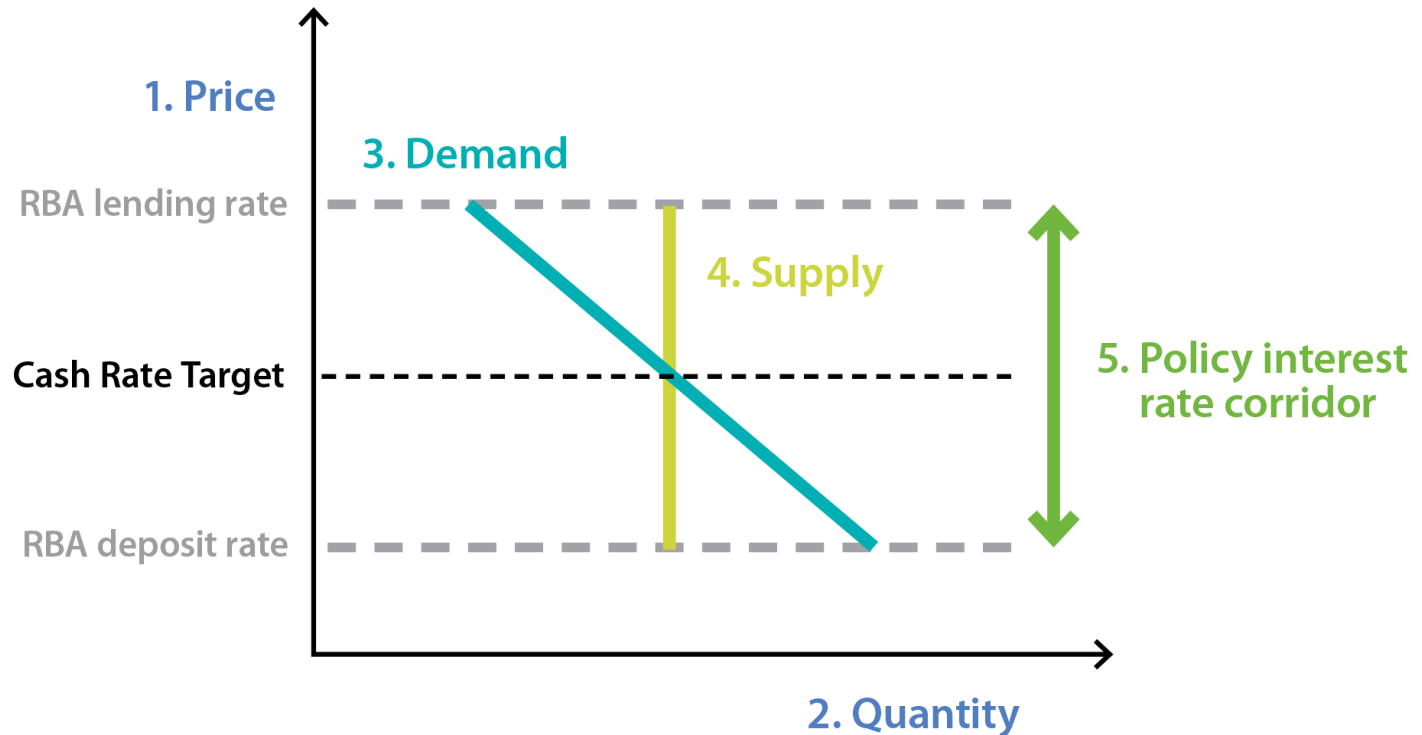 1. Price
3. Demand
RBA lending rate
4. Supply
Cash Rate Target
5. Policy interest
rate corridor
RBA deposit rate
2. Quantity